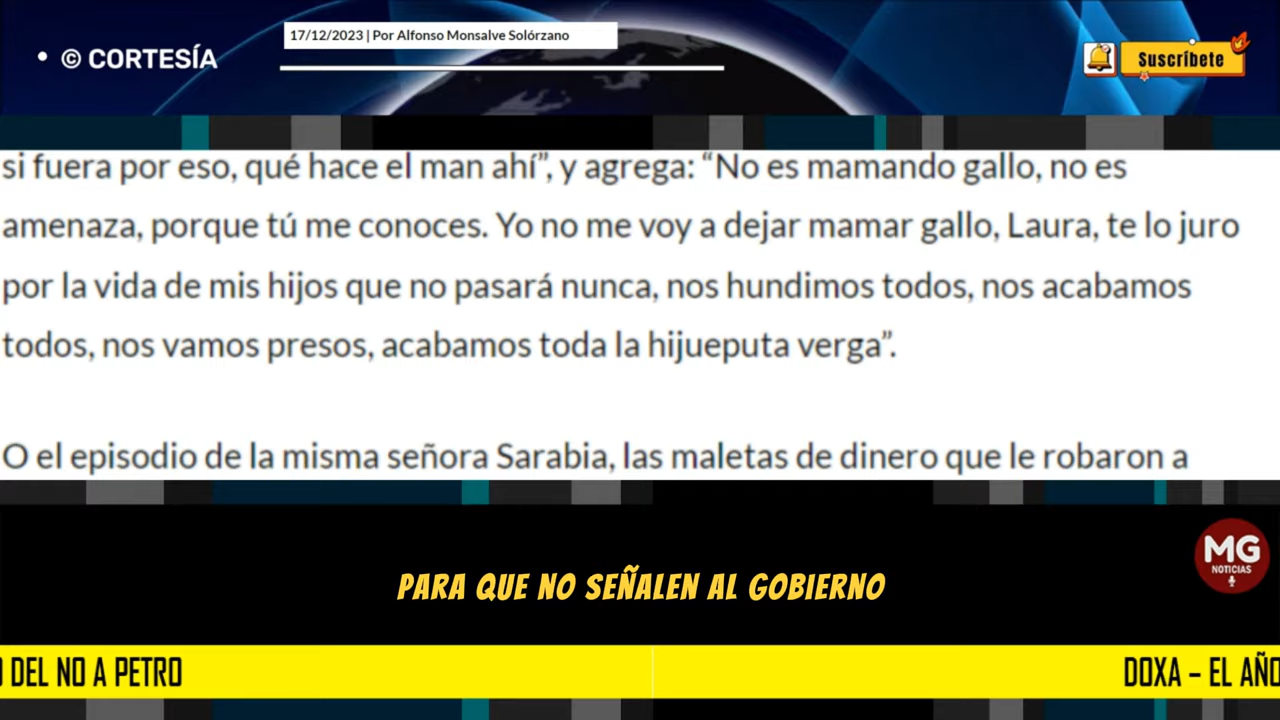 17/12/2023 | Por Alfonso Monsalve Solórzano
• © CORTESÍA
Suscríbete
si fuera por eso, qué hace el man ahí”, y agrega: “No es mamando gallo, no es
amenaza, porque tú me conoces. Yo no me voy a dejar mamar gallo, Laura, te lo juro
por la vida de mis hijos que no pasará nunca, nos hundimos todos, nos acabamos
todos, nos vamos presos, acabamos toda la hijueputa verga”.
O el episodio de la misma señora Sarabia, las maletas de dinero que le robaron a
MG
NOTICIAS
PARA QUE NO SEÑALEN AL GOBIERNO
DEL NO A PETRO
DOXA – EL AÑO